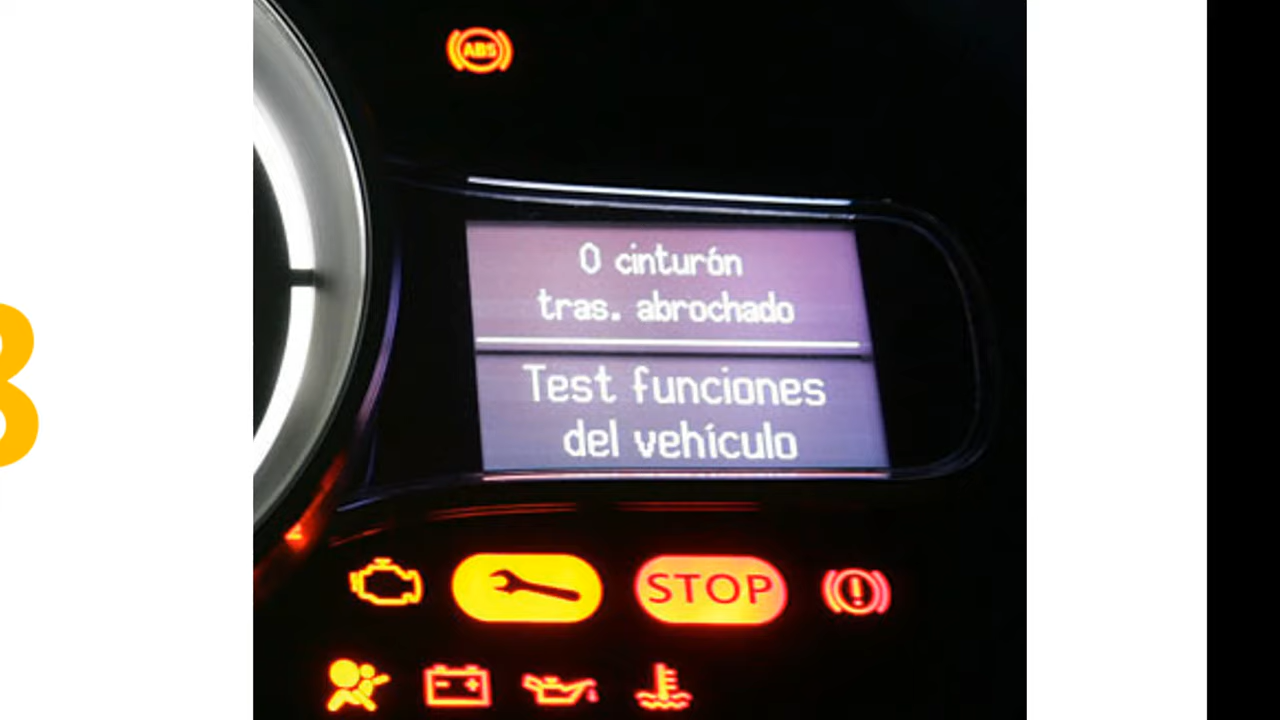 ABS
0 cinturón
tras. abrochado
Test funciones
del vehículo
STOP